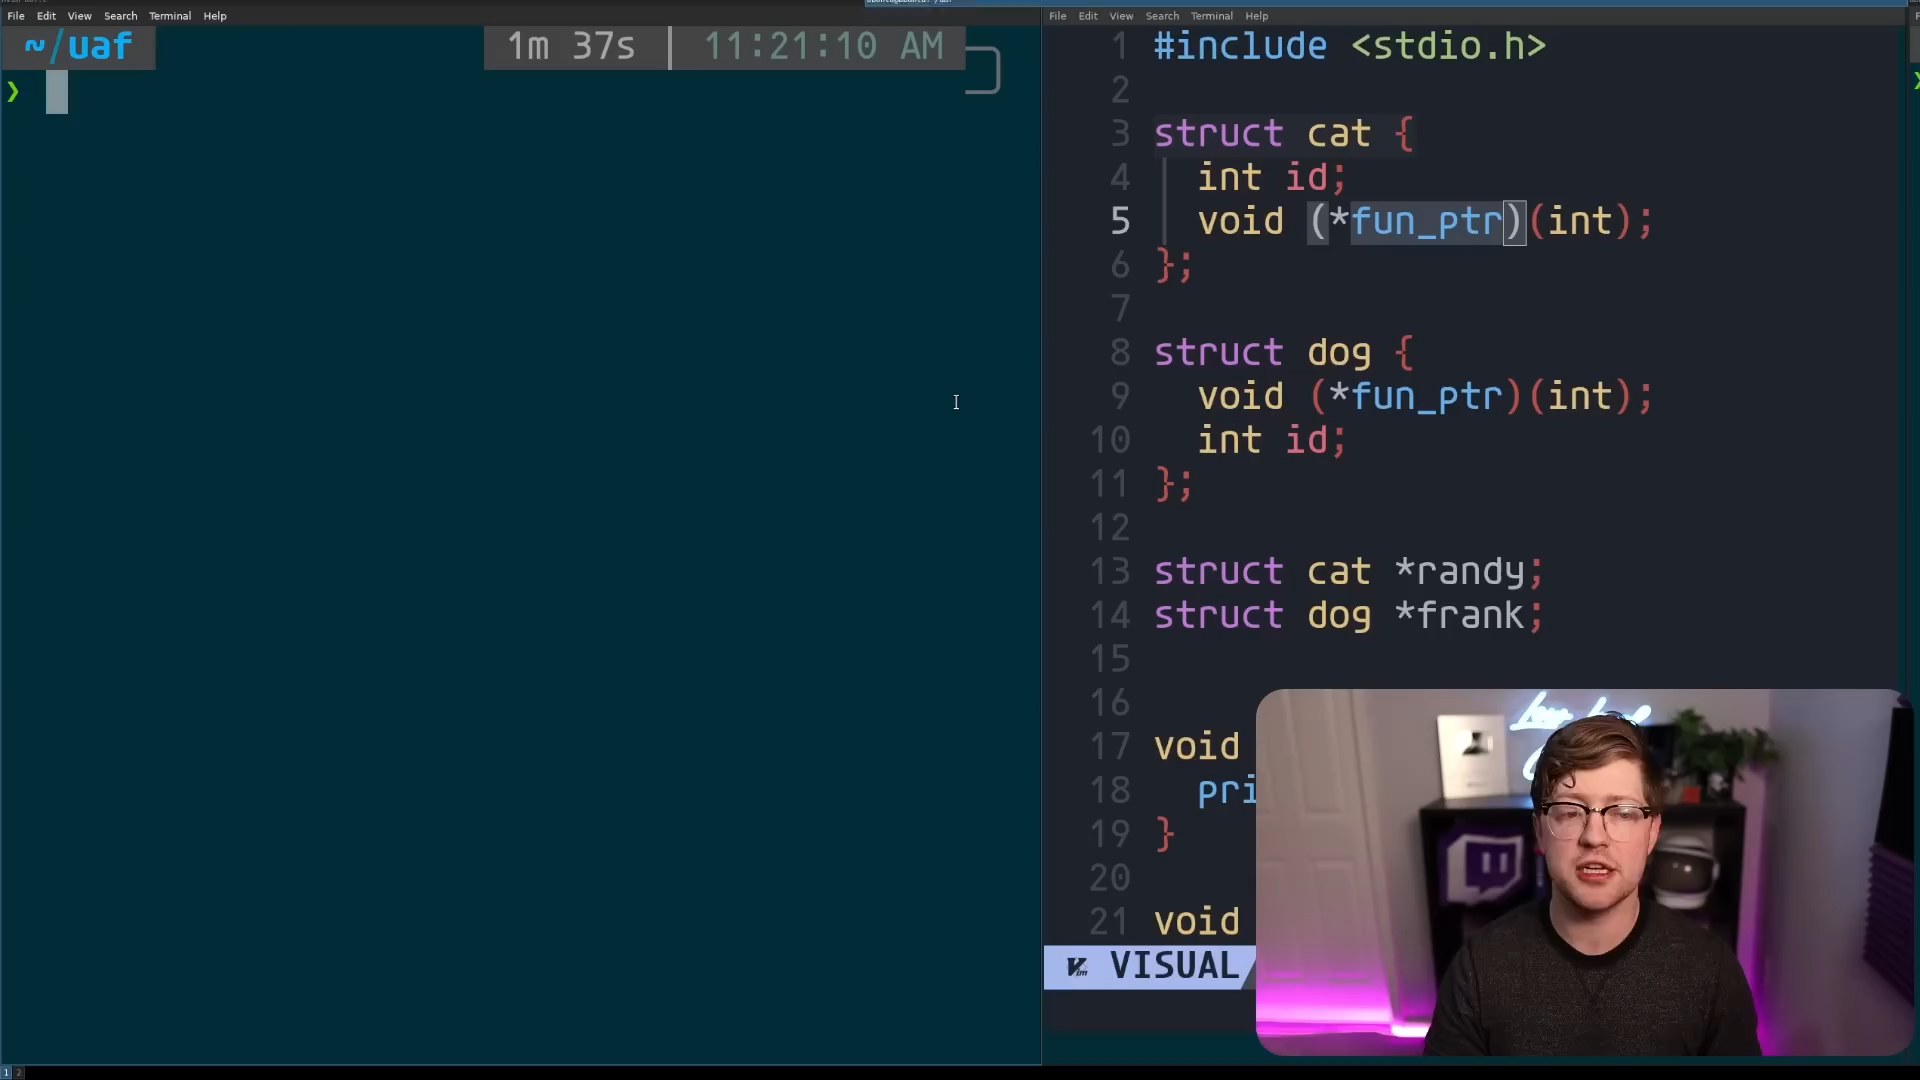 File Edit View Search Terminal Help
~/uaf 1m 37s 11:21:10 AM
❯
File Edit View Search Terminal Help
1 #include <stdio.h>
2
3 struct cat {
4 int id;
5 void (*fun_ptr)(int);
6 };
7
8 struct dog {
9 void (*fun_ptr)(int);
10 int id;
11 };
12
13 struct cat *randy;
14 struct dog *frank;
15
16
17 void
18 pri
19 }
20
21 void
VISUAL
1 2